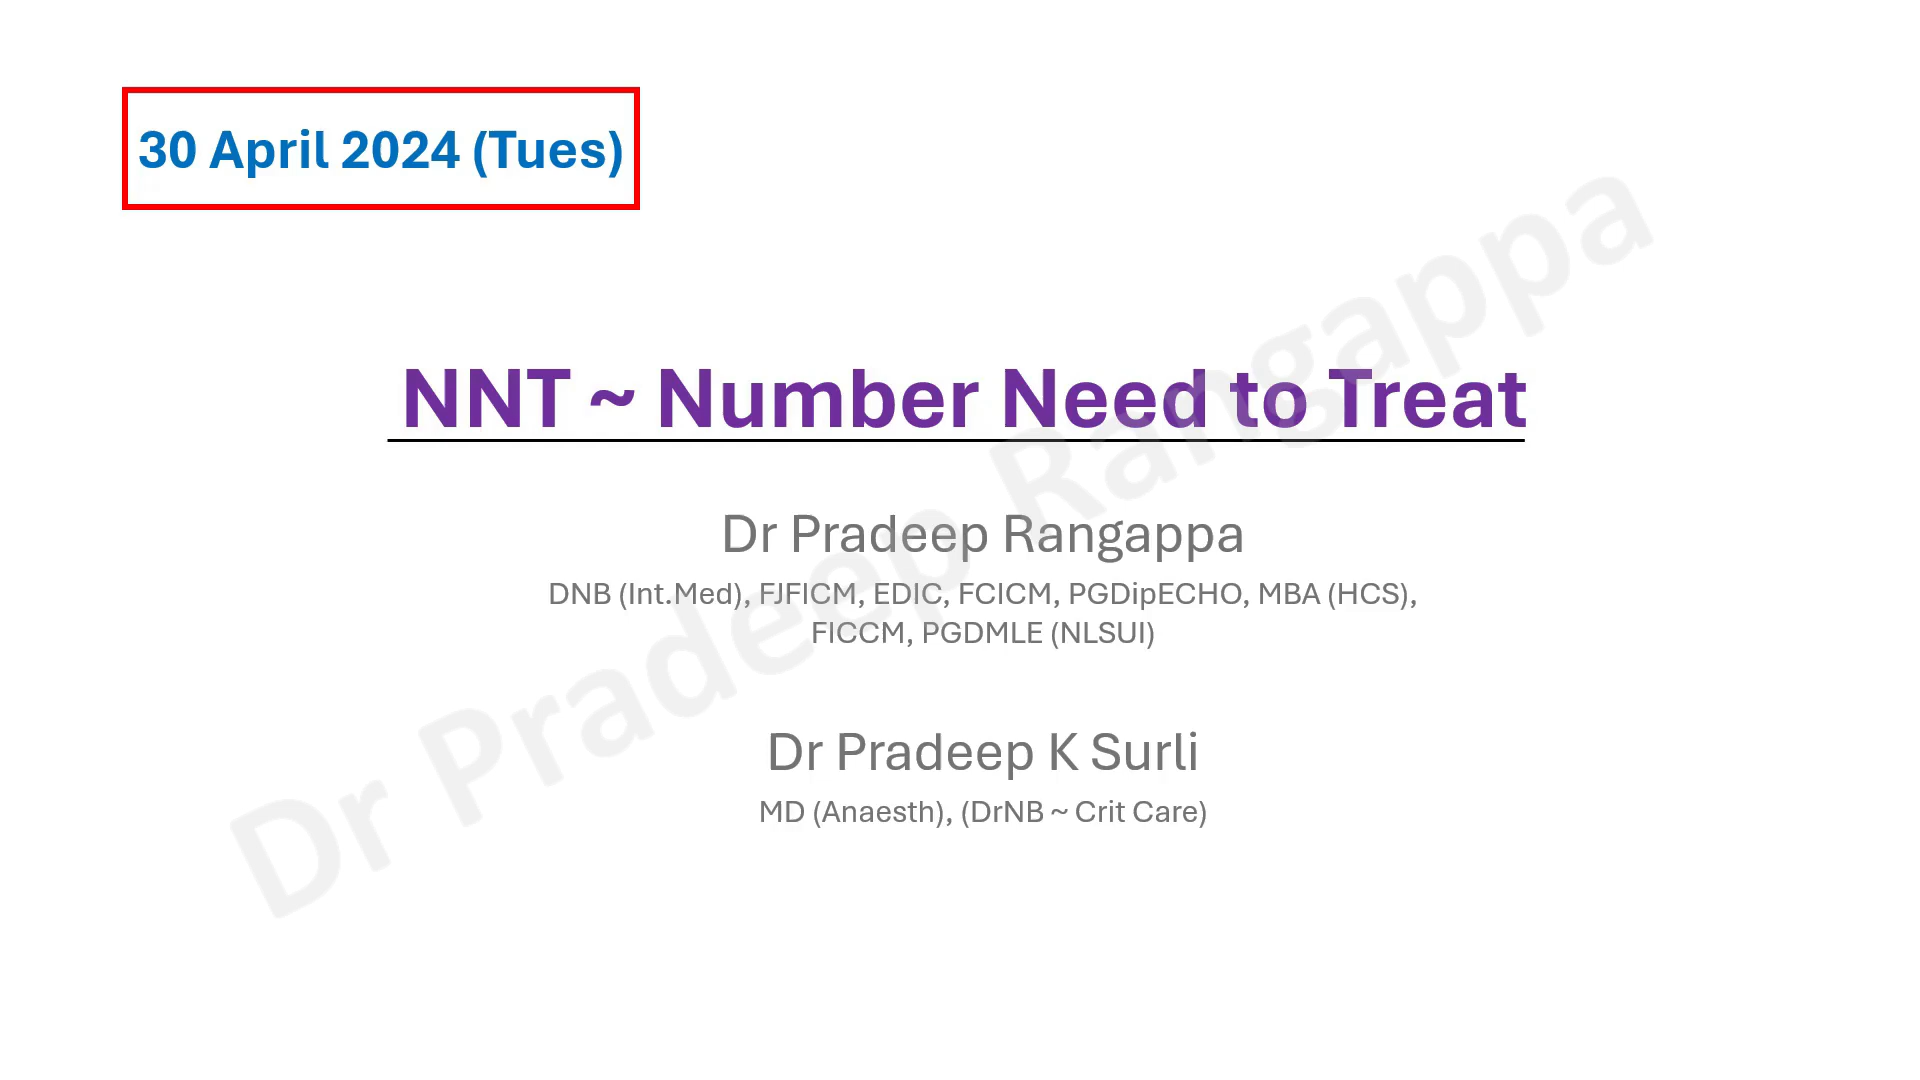 30 April 2024 (Tues)
NNT ~ Number Need to Treat
Dr Pradeep Rangappa
DNB (Int.Med), FJFICM, EDIC, FCICM, PGDipECHO, MBA (HCS),
FICCM, PGDMLE (NLSUI)
Dr Pradeep K Surli
MD (Anaesth), (DrNB ~ Crit Care)
Dr Pradeep Rangappa